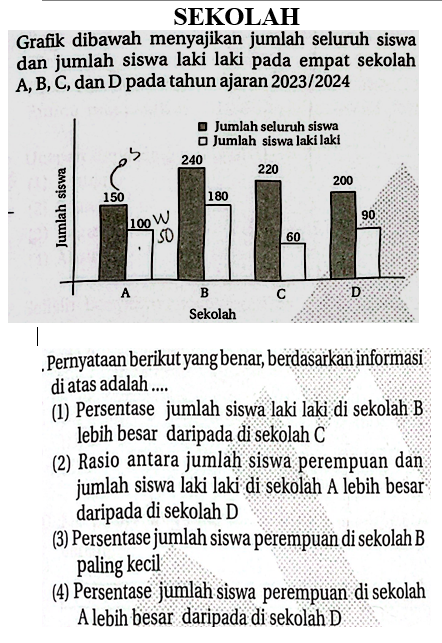 SEKOLAH
Grafik dibawah menyajikan jumlah seluruh siswa
dan jumlah siswa laki laki pada empat sekolah
A, B, C, dan D pada tahun ajaran 2023/2024
Jumlah seluruh siswa
Jumlah siswa laki laki
Jumlah siswa
150
100
W
50
240
180
220
60
200
90
A B C D
Sekolah
Pernyataan berikut yang benar, berdasarkan informasi
di atas adalah ....
(1) Persentase jumlah siswa laki laki di sekolah B
lebih besar daripada di sekolah C
(2) Rasio antara jumlah siswa perempuan dan
jumlah siswa laki laki di sekolah A lebih besar
daripada di sekolah D
(3) Persentase jumlah siswa perempuan di sekolah B
paling kecil
(4) Persentase jumlah siswa perempuan di sekolah
A lebih besar daripada di sekolah D